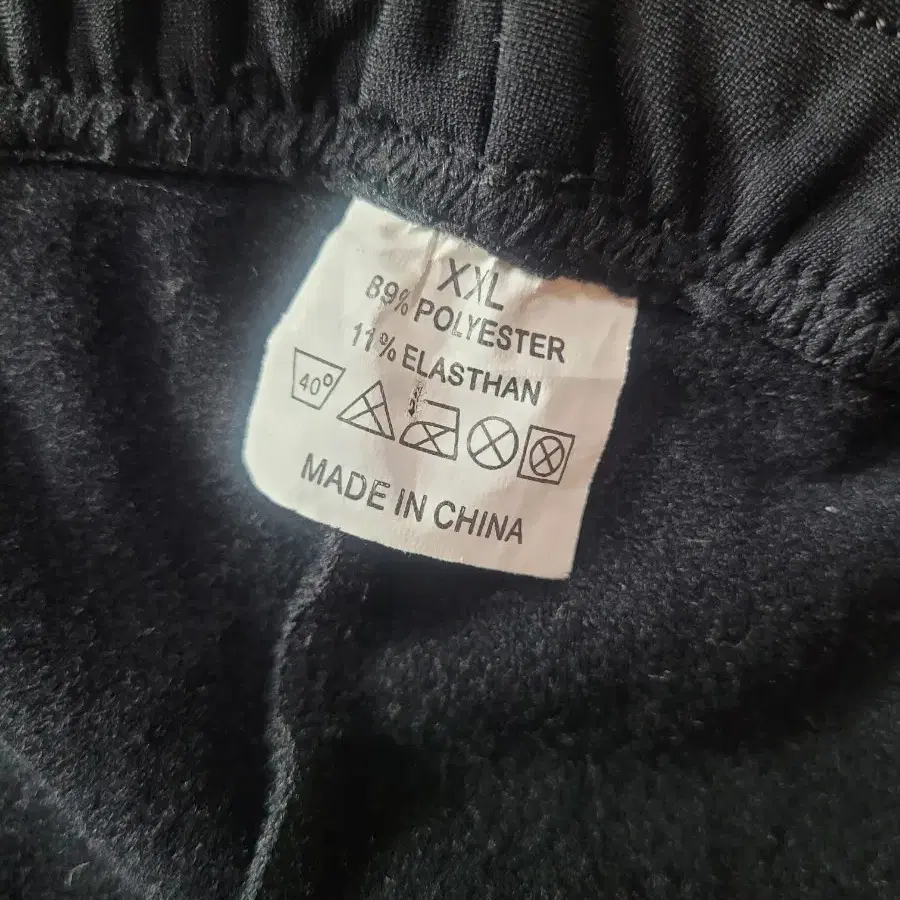 XXL
89% POLYESTER
11% ELASTHAN
40°
MADE IN CHINA